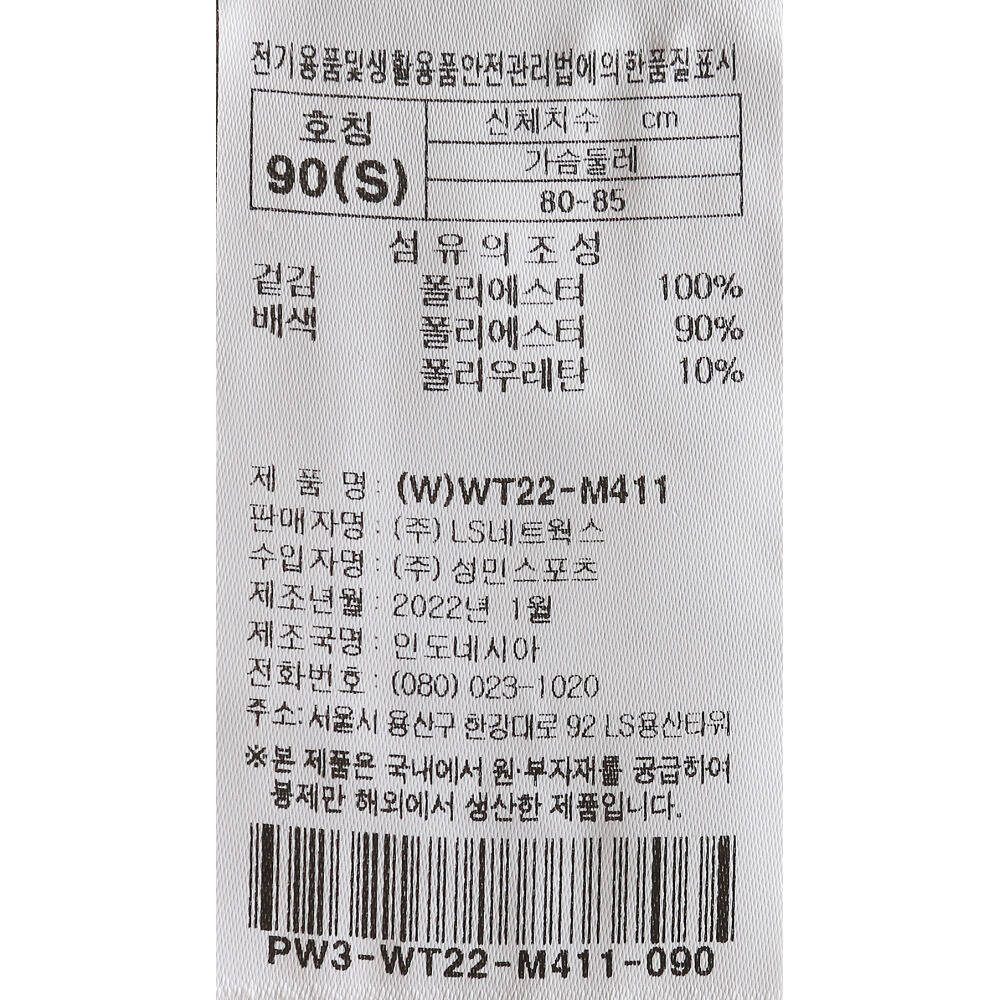 전기용품및생활용품안전관리법에의한품질표시
호칭 신체치수 cm
90(S) 가슴둘레
80~85
섬유의조성
겉감 폴리에스터 100%
배색 폴리에스터 90%
폴리우레탄 10%
제 품 명 : (W)WT22-M411
판매자명 : (주) LS네트웍스
수입자명 : (주) 성민스포츠
제조년월 : 2022년 1월
제조국명 : 인도네시아
전화번호 : (080) 023-1020
주소: 서울시 용산구 한강대로 92 LS용산타워
※본 제품은 국내에서 원·부자재를 공급하여
봉제만 해외에서 생산한 제품입니다.
PW3-WT22-M411-090